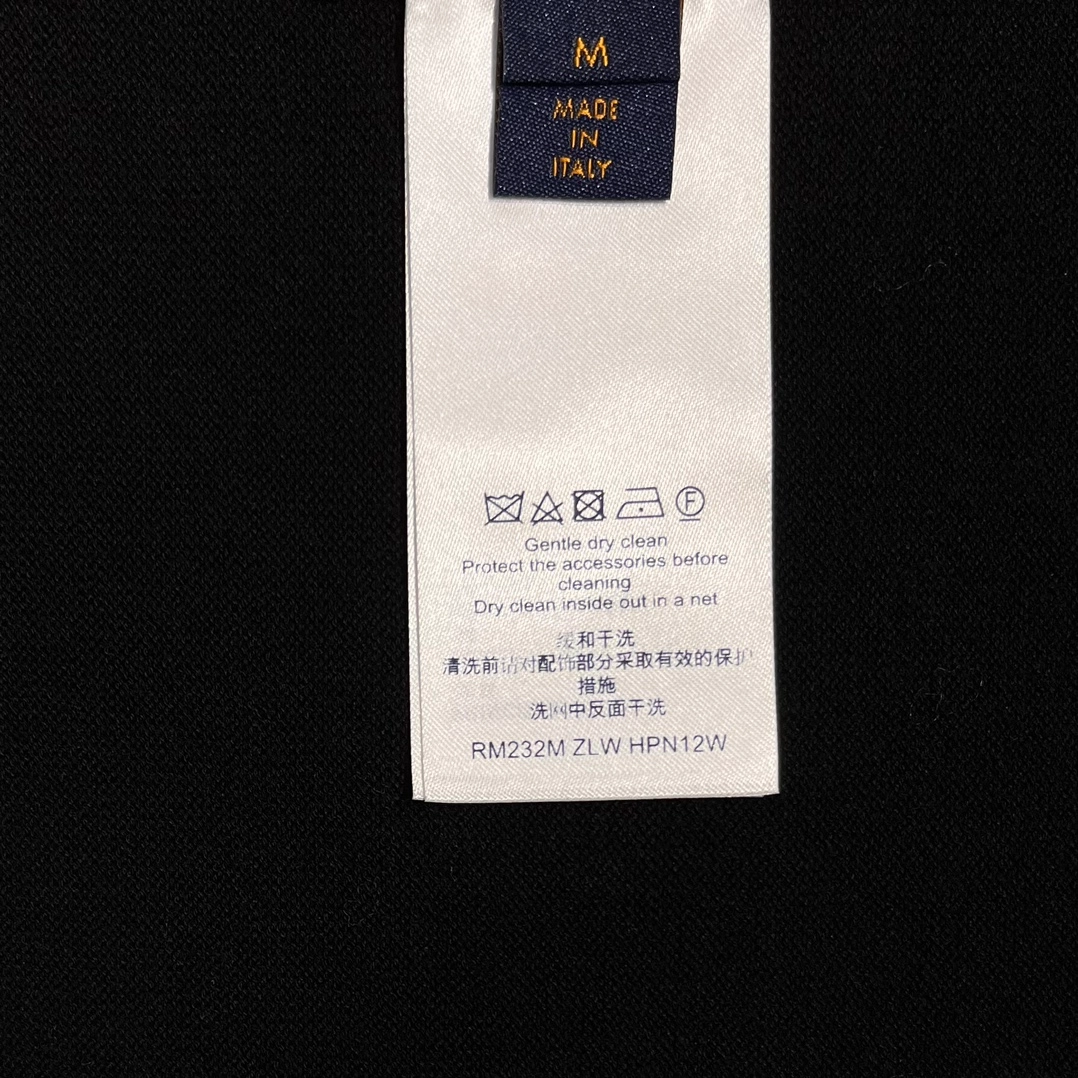 M
MADE
IN
ITALY
F
Gentle dry clean
Protect the accessories before
cleaning
Dry clean inside out in a net
缓和干洗
清洗前请对配饰部分采取有效的保护
措施
洗网中反面干洗
RM232M ZLW HPN12W